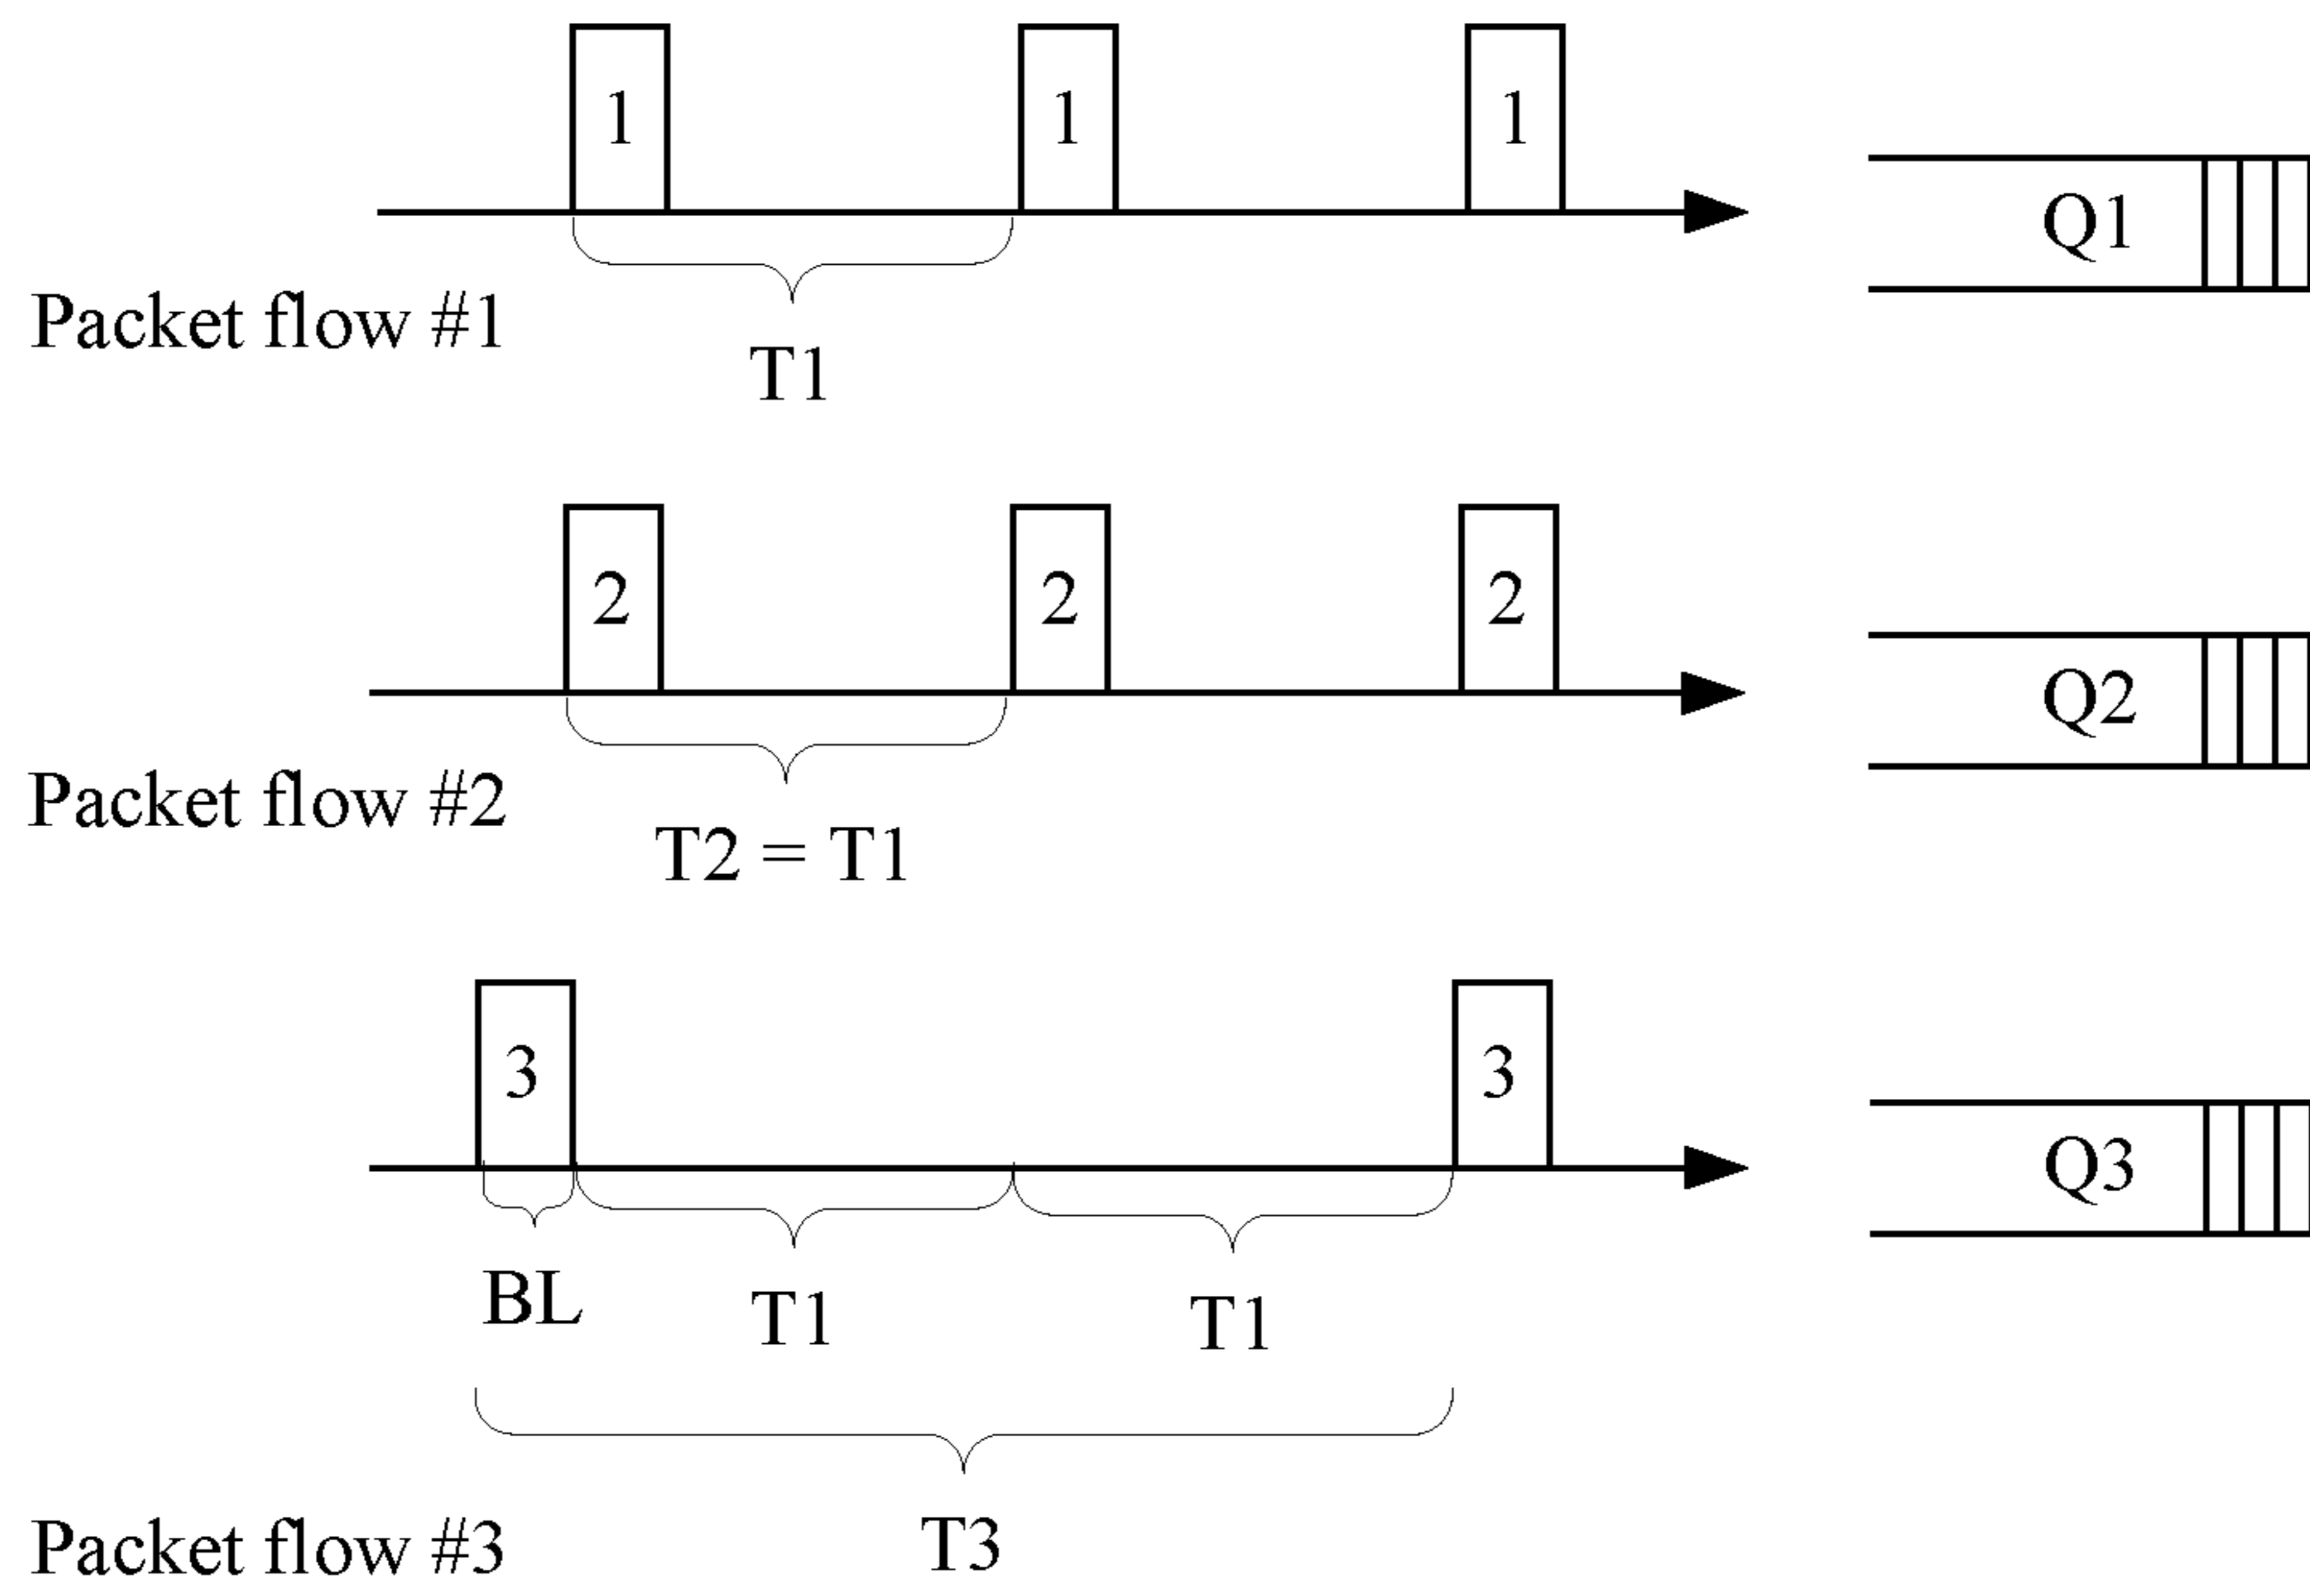 1 1 1
Q1
Packet flow #1
T1
2 2 2
Q2
Packet flow #2
T2 = T1
3 3
Q3
BL T1 T1
Packet flow #3
T3